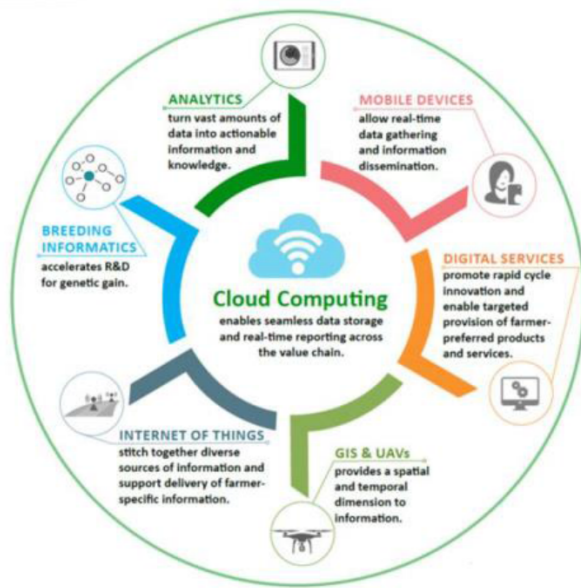 ANALYTICS
turn vast amounts of
data into actionable
information and
knowledge.
MOBILE DEVICES
allow real-time
data gathering
and information
dissemination.
BREEDING
INFORMATICS
accelerates R&D
for genetic gain.
Cloud Computing
enables seamless data storage
and real-time reporting across
the value chain.
DIGITAL SERVICES
promote rapid cycle
innovation and
enable targeted
provision of farmer-
preferred products
and services.
INTERNET OF THINGS
stitch together diverse
sources of information and
support delivery of farmer-
specific information.
GIS & UAVs
provides a spatial
and temporal
dimension to
information.